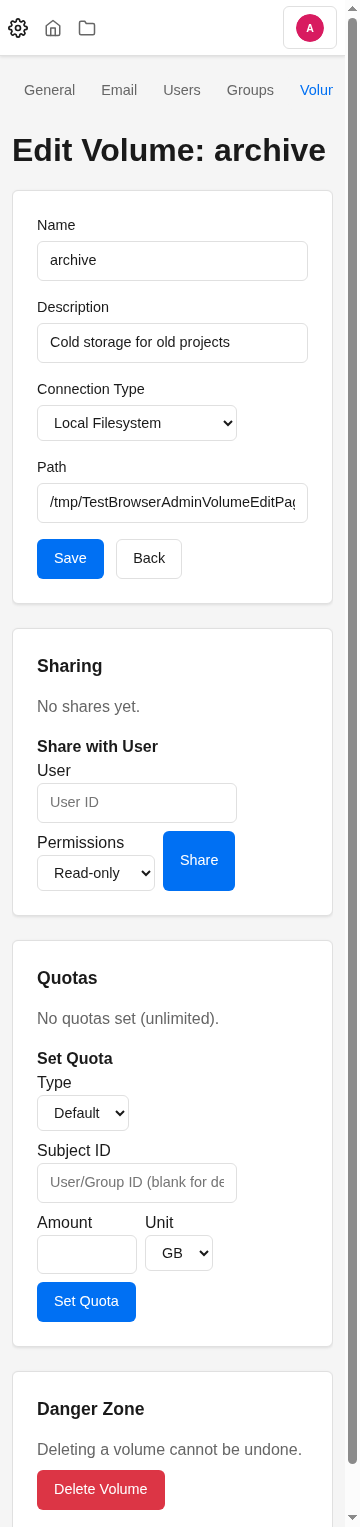 A
General Email Users Groups Volur
Edit Volume: archive
Name
archive
Description
Cold storage for old projects
Connection Type
Local Filesystem
Path
/tmp/TestBrowserAdminVolumeEditPag
Save Back
Sharing
No shares yet.
Share with User
User
User ID
Permissions
Read-only Share
Quotas
No quotas set (unlimited).
Set Quota
Type
Default
Subject ID
User/Group ID (blank for de
Amount Unit
GB
Set Quota
Danger Zone
Deleting a volume cannot be undone.
Delete Volume